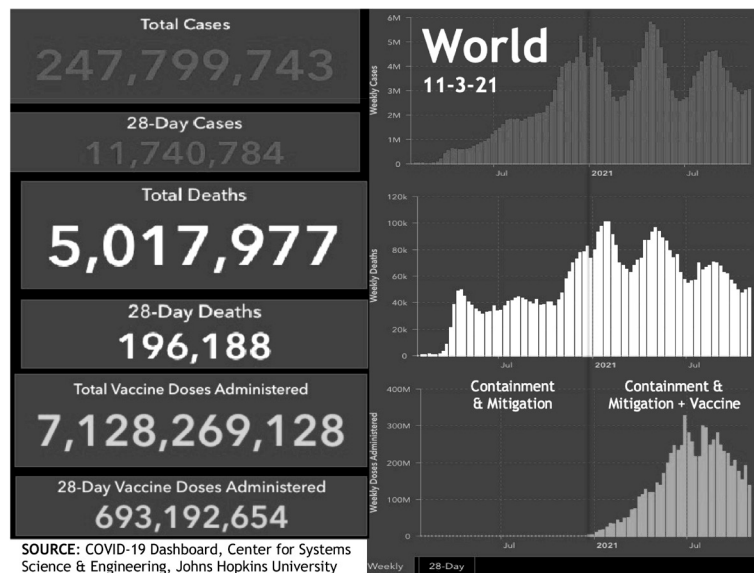 Total Cases
247,799,743
28-Day Cases
11,740,784
Total Deaths
5,017,977
28-Day Deaths
196,188
Total Vaccine Doses Administered
7,128,269,128
28-Day Vaccine Doses Administered
693,192,654
SOURCE: COVID-19 Dashboard, Center for Systems
Science & Engineering, Johns Hopkins University
World
11-3-21
Weekly Cases
6M
5M
4M
3M
2M
1M
0
Jul
2021
Jul
Weekly Deaths
120k
100k
80k
60k
40k
20k
0
Jul
2021
Jul
Containment
& Mitigation
Containment &
Mitigation + Vaccine
Weekly Doses Administered
400M
300M
200M
100M
0
Jul
2021
Jul
Weekly
28-Day